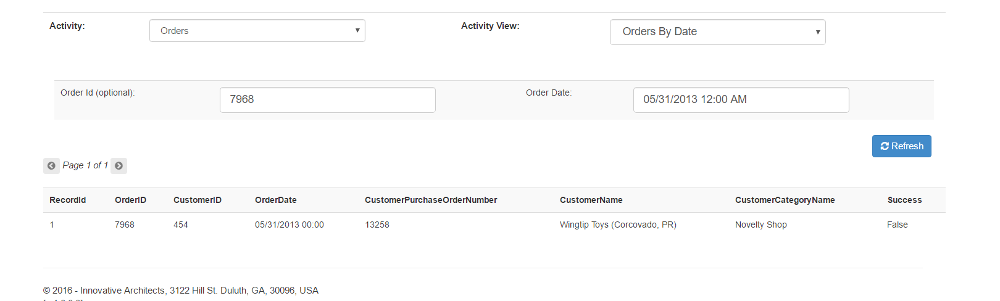 Activity: Orders Activity View: Orders By Date
Order Id (optional): 7968 Order Date: 05/31/2013 12:00 AM
Refresh
Page 1 of 1
RecordId OrderID CustomerID OrderDate CustomerPurchaseOrderNumber CustomerName CustomerCategoryName Success
1 7968 454 05/31/2013 00:00 13258 Wingtip Toys (Corcovado, PR) Novelty Shop False
© 2016 - Innovative Architects, 3122 Hill St. Duluth, GA, 30096, USA